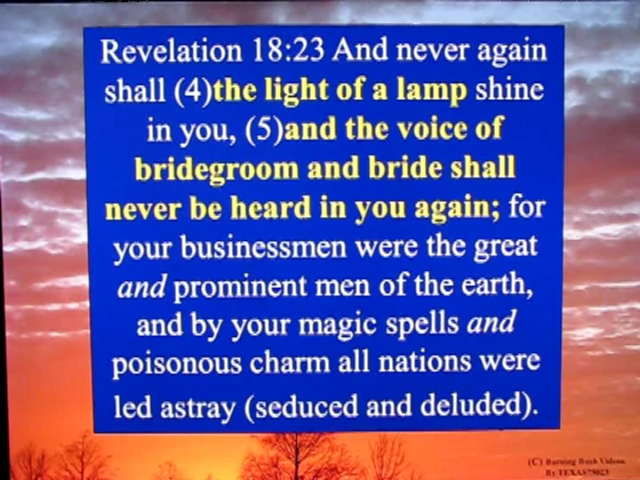 Revelation 18:23 And never again
shall (4)the light of a lamp shine
in you, (5)and the voice of
bridegroom and bride shall
never be heard in you again; for
your businessmen were the great
and prominent men of the earth,
and by your magic spells and
poisonous charm all nations were
led astray (seduced and deluded).
(C) Burning Bush Videos
By TEXAS75023